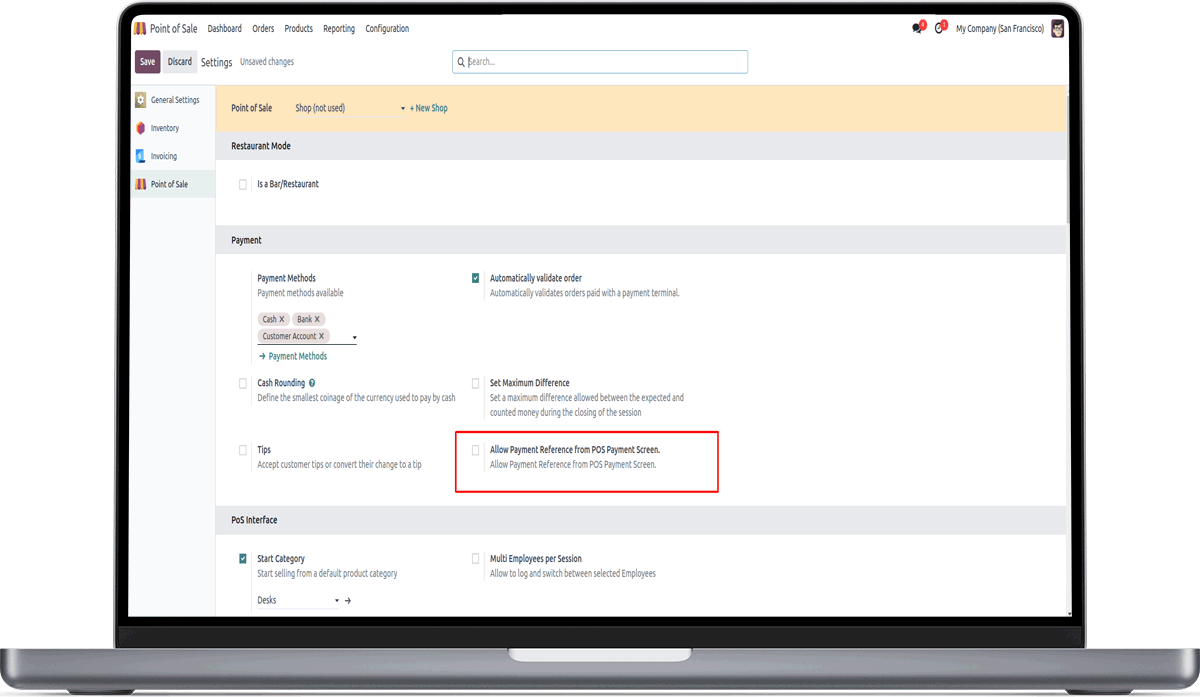 Point of Sale Dashboard Orders Products Reporting Configuration 4 1 My Company (San Francisco)
Save Discard Settings Unsaved changes Search...
General Settings
Inventory
Invoicing
Point of Sale
Point of Sale Shop (not used) + New Shop
Restaurant Mode
Is a Bar/Restaurant
Payment
Payment Methods
Payment methods available
Cash X Bank X
Customer Account X
→ Payment Methods
Automatically validate order
Automatically validates orders paid with a payment terminal.
Cash Rounding ?
Define the smallest coinage of the currency used to pay by cash
Set Maximum Difference
Set a maximum difference allowed between the expected and
counted money during the closing of the session
Tips
Accept customer tips or convert their change to a tip
Allow Payment Reference from POS Payment Screen.
Allow Payment Reference from POS Payment Screen.
PoS Interface
Start Category
Start selling from a default product category
Desks →
Multi Employees per Session
Allow to log and switch between selected Employees